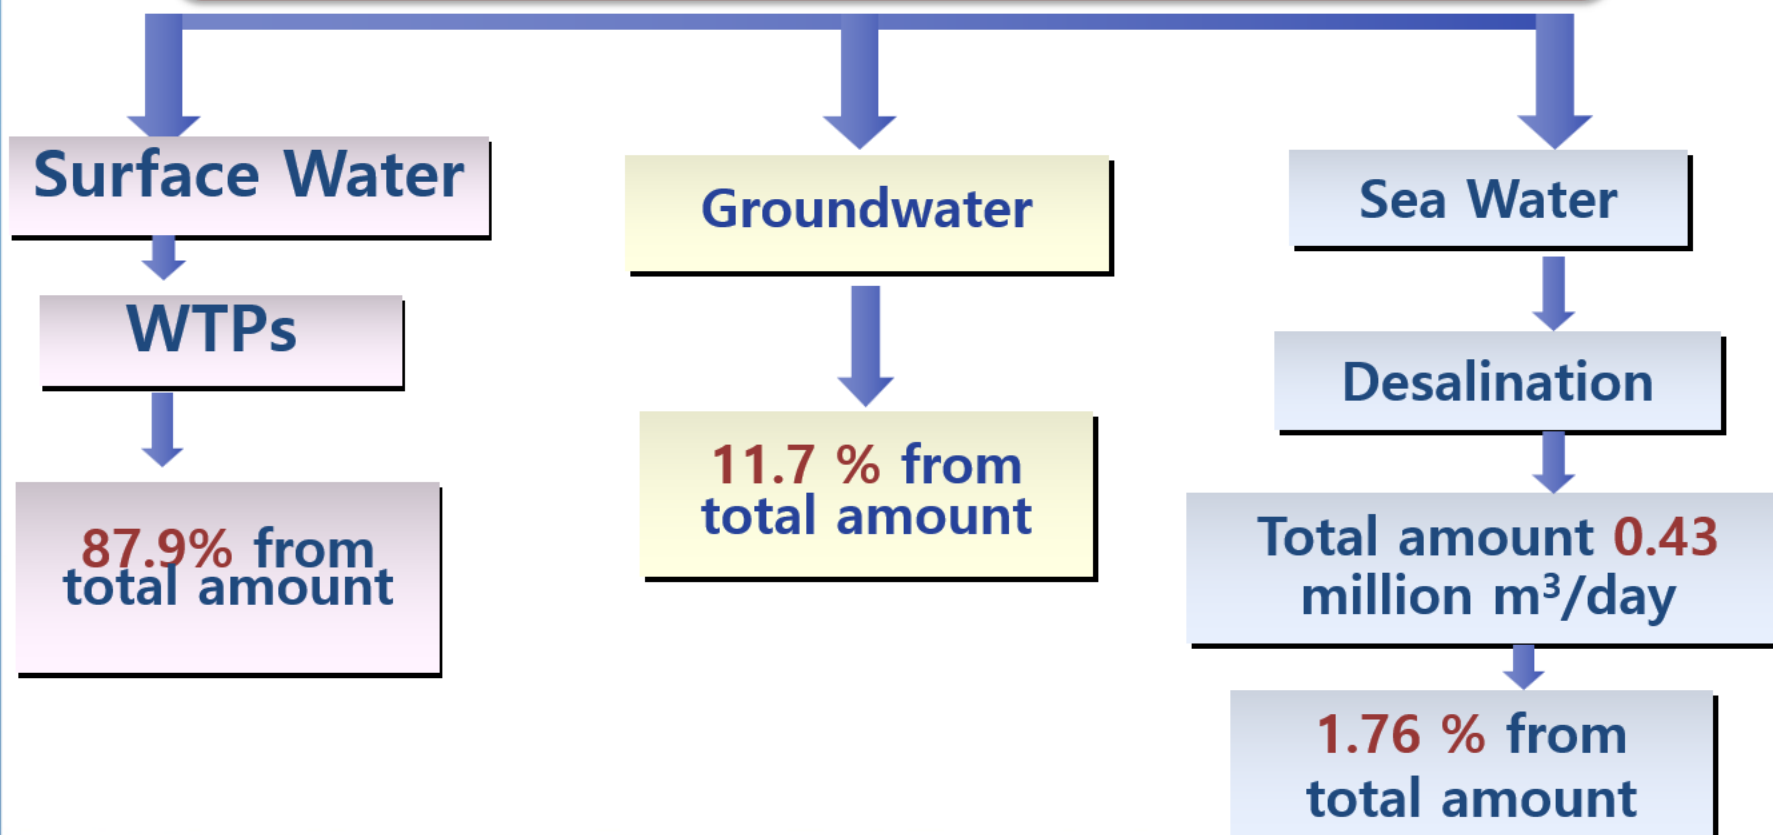 Surface Water
WTPs
87.9% from
total amount
Groundwater
11.7 % from
total amount
Sea Water
Desalination
Total amount 0.43
million m³/day
1.76 % from
total amount